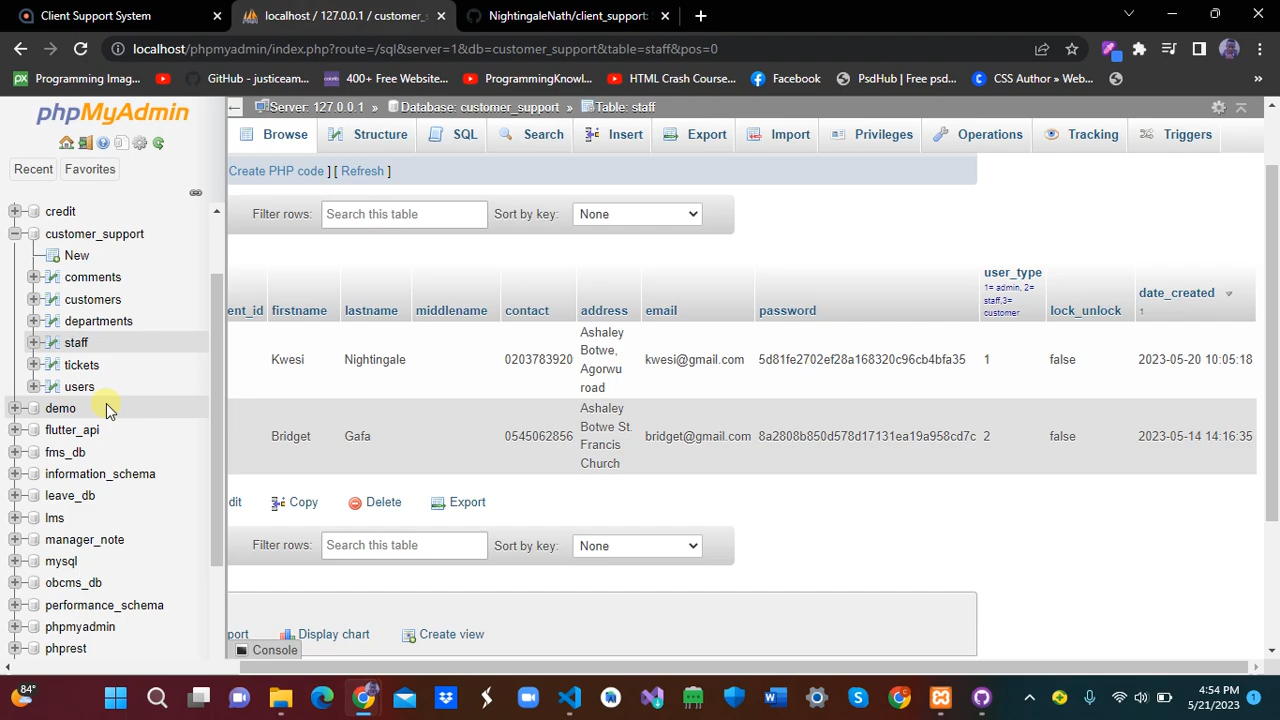 Client Support System
localhost / 127.0.0.1 / customer_s
NightingaleNath/client_support:
localhost/phpmyadmin/index.php?route=/sql&server=1&db=customer_support&table=staff&pos=0
Programming Imag...
GitHub - justiceam...
400+ Free Website...
ProgrammingKnowl...
HTML Crash Course...
Facebook
PsdHub | Free psd...
CSS Author » Web...
»
phpMyAdmin
Recent
Favorites
credit
customer_support
New
comments
customers
departments
staff
tickets
users
demo
flutter_api
fms_db
information_schema
leave_db
lms
manager_note
mysql
obcms_db
performance_schema
phpmyadmin
phprest
Server: 127.0.0.1 » Database: customer_support » Table: staff
Browse
Structure
SQL
Search
Insert
Export
Import
Privileges
Operations
Tracking
Triggers
Create PHP code ] [ Refresh ]
Filter rows: Search this table Sort by key: None
ent_id firstname lastname middlename contact address email password user_type lock_unlock date_created
1= admin, 2=
staff,3=
customer
1
Kwesi Nightingale 0203783920 Ashaley
Botwe,
Agorwu
road
kwesi@gmail.com 5d81fe2702ef28a168320c96cb4bfa35 1 false 2023-05-20 10:05:18
Bridget Gafa 0545062856 Ashaley
Botwe St.
Francis
Church
bridget@gmail.com 8a2808b850d578d17131ea19a958cd7c 2 false 2023-05-14 14:16:35
dit Copy Delete Export
Filter rows: Search this table Sort by key: None
port Display chart Create view
Console
84°
4:54 PM
5/21/2023
1